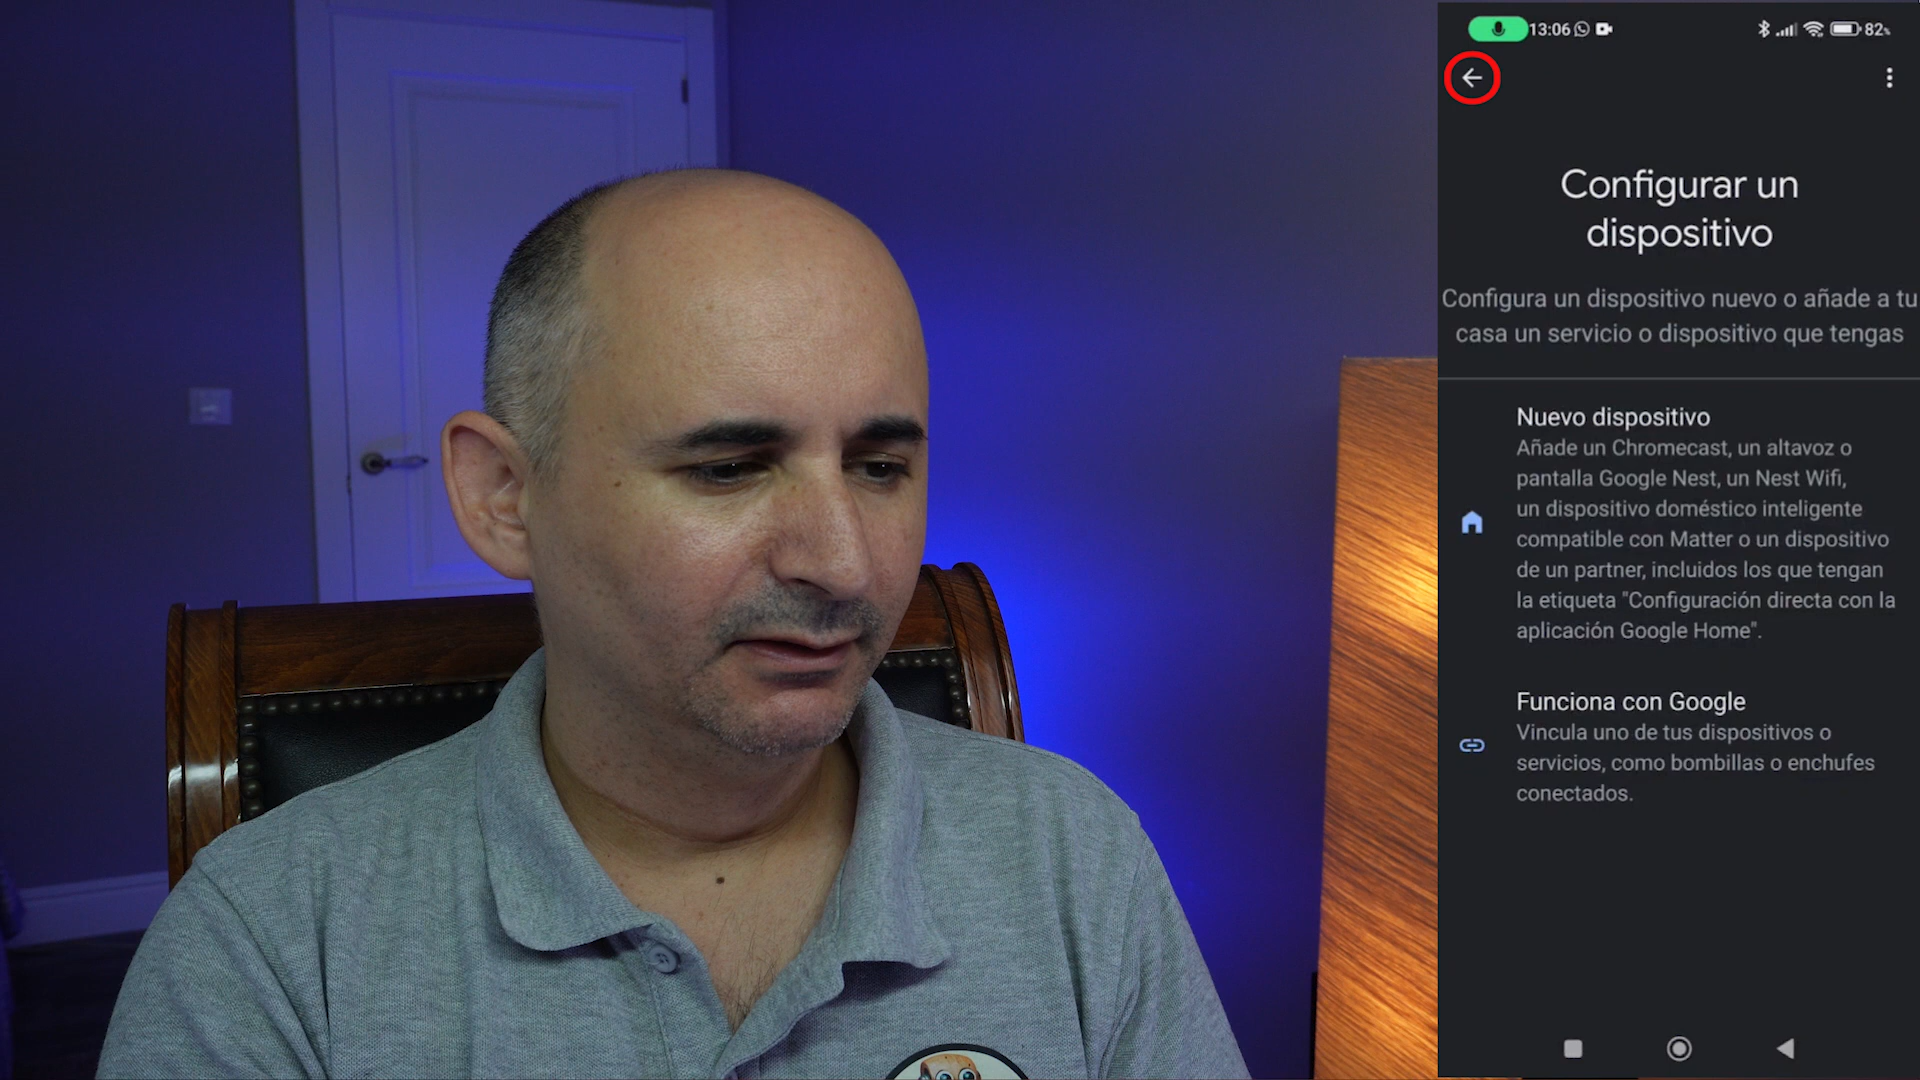 13:06
82%
Configurar un
dispositivo
Configura un dispositivo nuevo o añade a tu
casa un servicio o dispositivo que tengas
Nuevo dispositivo
Añade un Chromecast, un altavoz o
pantalla Google Nest, un Nest Wifi,
un dispositivo doméstico inteligente
compatible con Matter o un dispositivo
de un partner, incluidos los que tengan
la etiqueta "Configuración directa con la
aplicación Google Home".
Funciona con Google
Vincula uno de tus dispositivos o
servicios, como bombillas o enchufes
conectados.